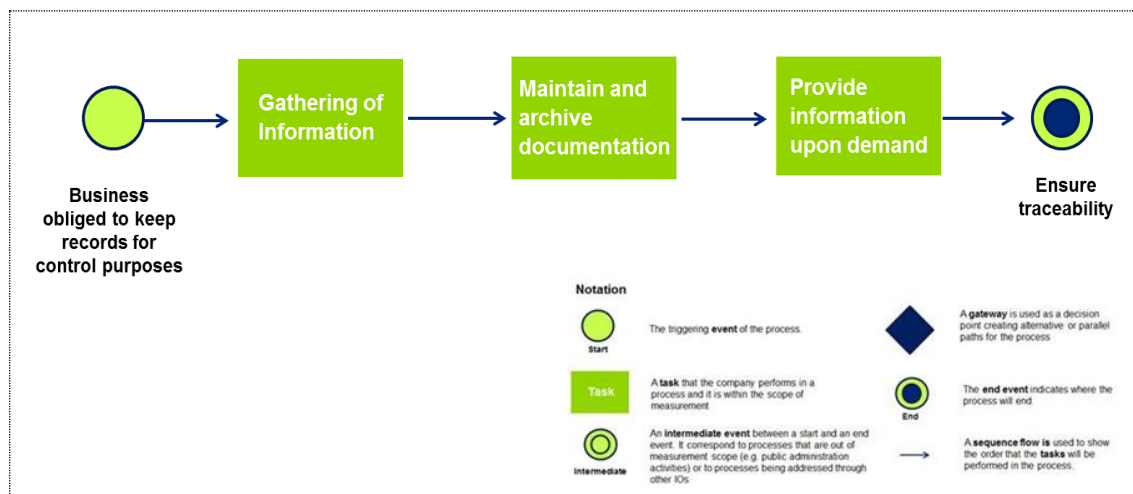 Gathering of
Information
Maintain and
archive
documentation
Provide
information
upon demand
Business
obliged to keep
records for
control purposes
Ensure
traceability
Notation
The triggering event of the process.
Start
Task
A task that the company performs in a
process and it is within the scope of
measurement
An intermediate event between a start and an end
event. It correspond to processes that are out of
measurement scope (e.g. public administration
activities) or to processes being addressed through
other IOs
Intermediate
A gateway is used as a decision
point creating alternative or parallel
paths for the process
The end event indicates where the
process will end.
End
A sequence flow is used to show
the order that the tasks will be
performed in the process.